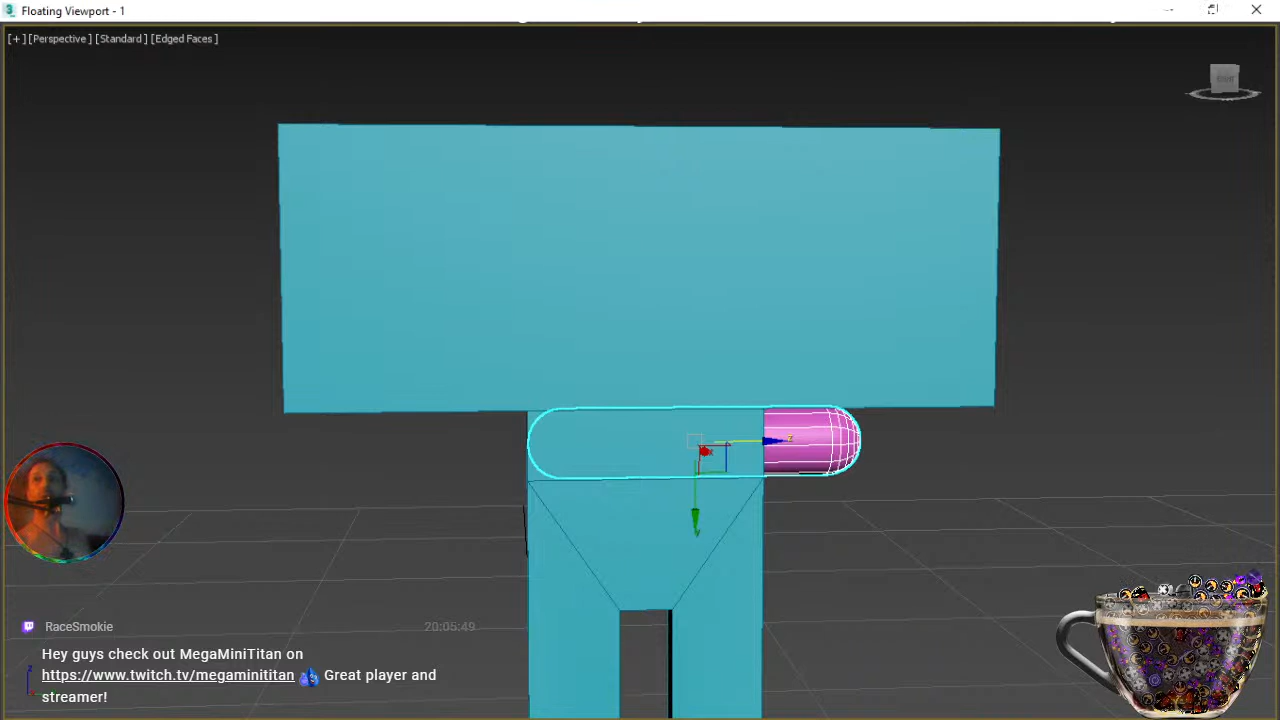 Floating Viewport - 1
[+] [Perspective] [Standard] [Edged Faces]
RaceSmokie 20:05:49
Hey guys check out MegaMiniTitan on
https://www.twitch.tv/megaminititan Great player and
streamer!